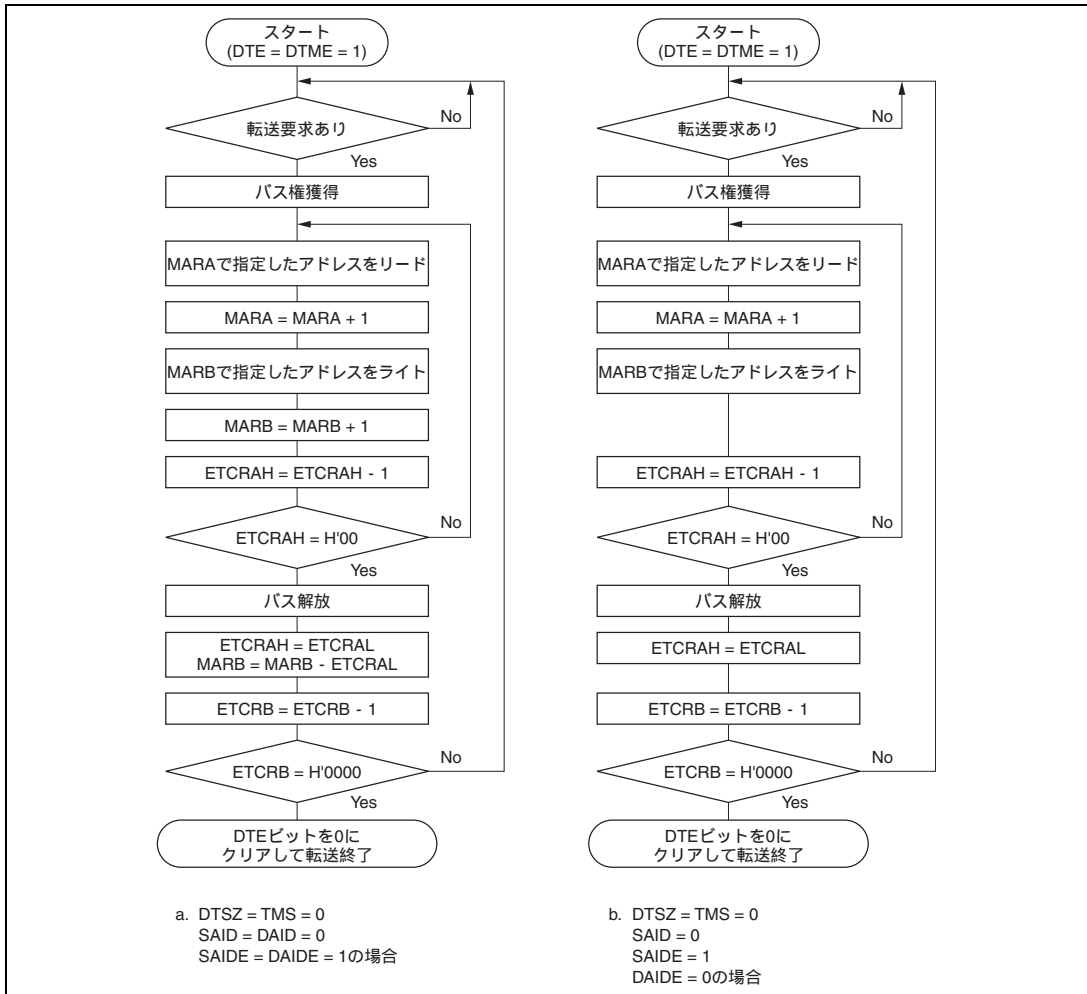 スタート
(DTE = DTME = 1)
転送要求あり
No
Yes
バス権獲得
MARAで指定したアドレスをリード
MARA = MARA + 1
MARBで指定したアドレスをライト
MARB = MARB + 1
ETCRAH = ETCRAH - 1
ETCRAH = H'00
No
Yes
バス解放
ETCRAH = ETCRAL
MARB = MARB - ETCRAL
ETCRB = ETCRB - 1
ETCRB = H'0000
No
Yes
DTEビットを0に
クリアして転送終了
a. DTSZ = TMS = 0
SAID = DAID = 0
SAIDE = DAIDE = 1の場合
スタート
(DTE = DTME = 1)
転送要求あり
No
Yes
バス権獲得
MARAで指定したアドレスをリード
MARA = MARA + 1
MARBで指定したアドレスをライト
ETCRAH = ETCRAH - 1
ETCRAH = H'00
No
Yes
バス解放
ETCRAH = ETCRAL
ETCRB = ETCRB - 1
ETCRB = H'0000
No
Yes
DTEビットを0に
クリアして転送終了
b. DTSZ = TMS = 0
SAID = 0
SAIDE = 1
DAIDE = 0の場合